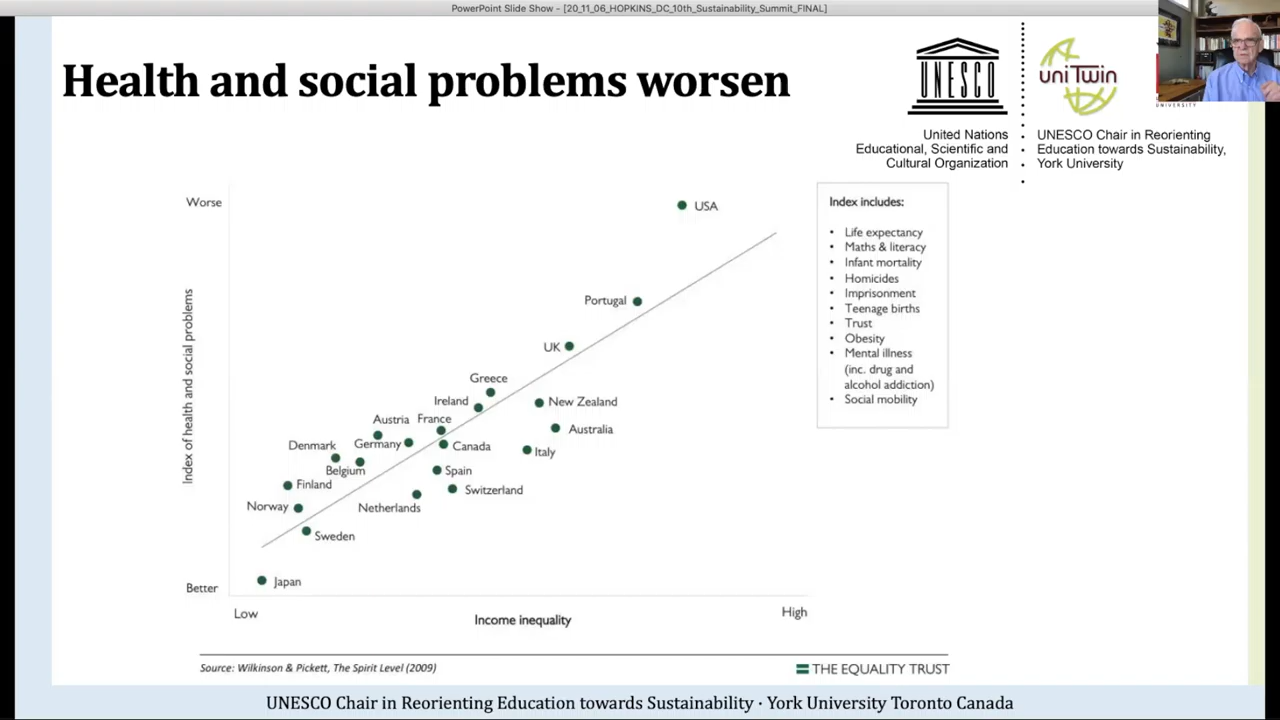 PowerPoint Slide Show - [20_11_06_HOPKINS_DC_10th_Sustainability_Summit_FINAL]
Health and social problems worsen
UNESCO
uniTwin
UNIVERSITY
United Nations
Educational, Scientific and
Cultural Organization
UNESCO Chair in Reorienting
Education towards Sustainability,
York University
Worse
Index of health and social problems
Better
USA
Portugal
UK
Greece
Ireland
New Zealand
Austria
France
Australia
Denmark
Germany
Canada
Italy
Belgium
Spain
Finland
Switzerland
Norway
Netherlands
Sweden
Japan
Low
Income inequality
High
Index includes:
• Life expectancy
• Maths & literacy
• Infant mortality
• Homicides
• Imprisonment
• Teenage births
• Trust
• Obesity
• Mental illness
(inc. drug and
alcohol addiction)
• Social mobility
Source: Wilkinson & Pickett, The Spirit Level (2009)
THE EQUALITY TRUST
UNESCO Chair in Reorienting Education towards Sustainability · York University Toronto Canada